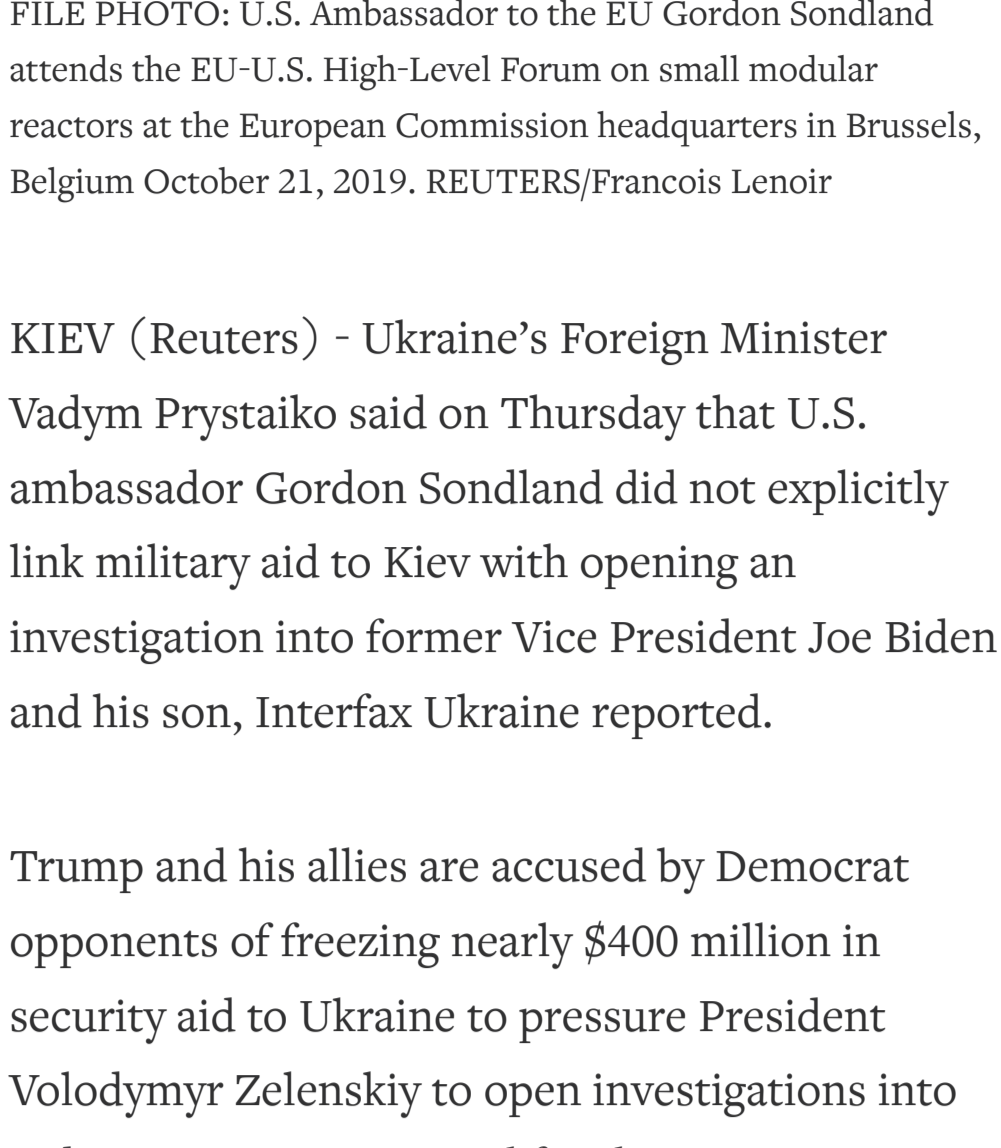 FILE PHOTO: U.S. Ambassador to the EU Gordon Sondland
attends the EU-U.S. High-Level Forum on small modular
reactors at the European Commission headquarters in Brussels,
Belgium October 21, 2019. REUTERS/Francois Lenoir
KIEV (Reuters) - Ukraine’s Foreign Minister
Vadym Prystaiko said on Thursday that U.S.
ambassador Gordon Sondland did not explicitly
link military aid to Kiev with opening an
investigation into former Vice President Joe Biden
and his son, Interfax Ukraine reported.
Trump and his allies are accused by Democrat
opponents of freezing nearly $400 million in
security aid to Ukraine to pressure President
Volodymyr Zelenskiy to open investigations into